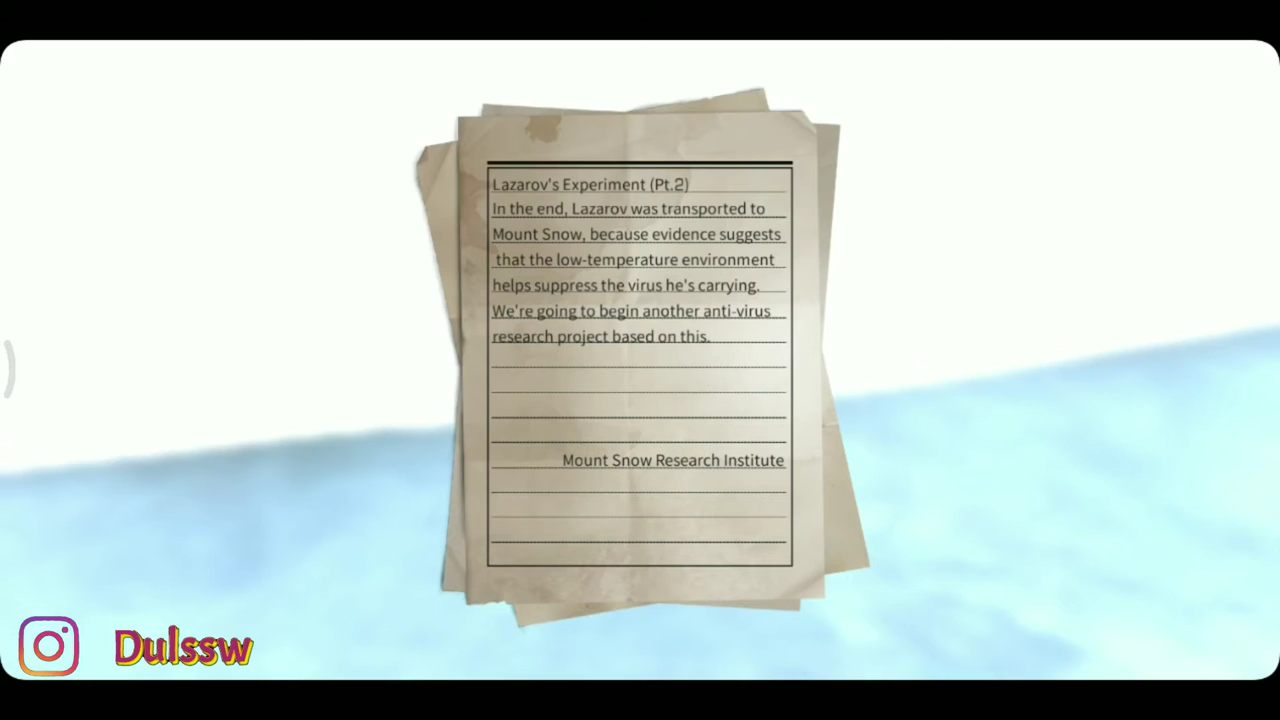 Lazarov's Experiment (Pt.2)
In the end, Lazarov was transported to
Mount Snow, because evidence suggests
that the low-temperature environment
helps suppress the virus he's carrying.
We're going to begin another anti-virus
research project based on this.
Mount Snow Research Institute
Dulssw